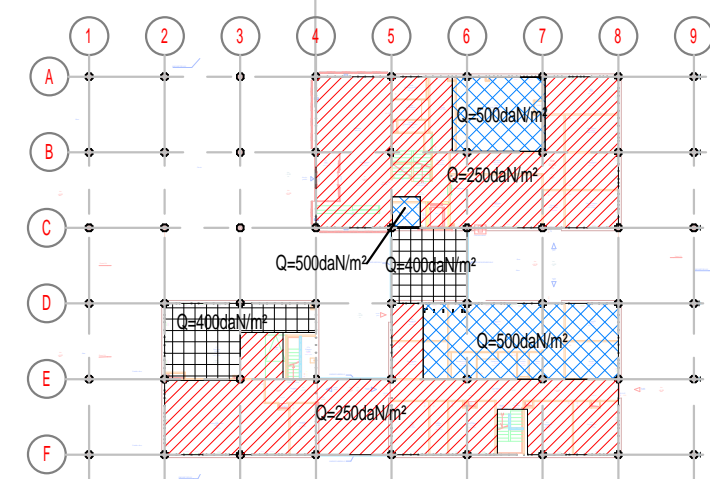 1 2 3 4 5 6 7 8 9
A
Q=500daN/m²
B
Q=250daN/m²
C
Q=500daN/m² Q=400daN/m²
D
Q=400daN/m²
Q=500daN/m²
E
Q=250daN/m²
F